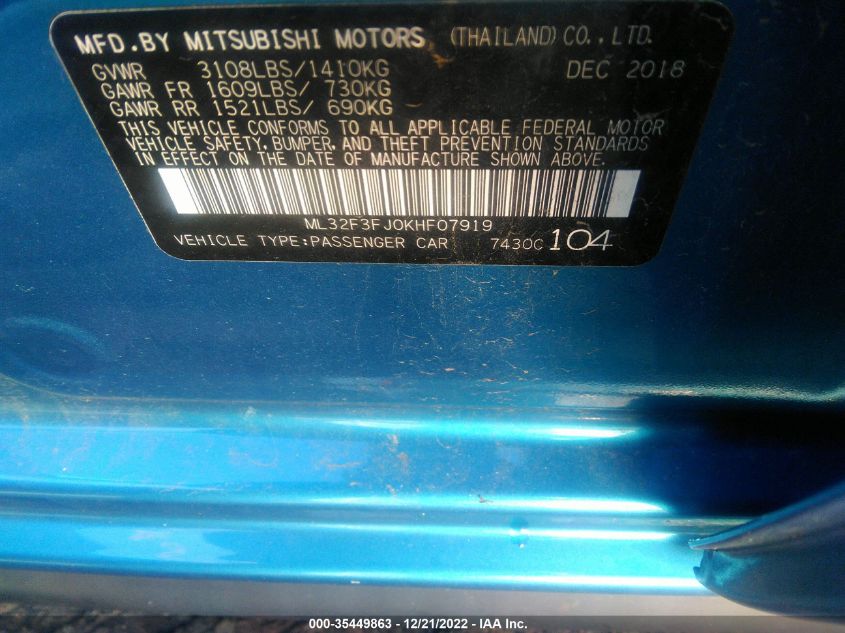 MFD.BY MITSUBISHI MOTORS (THAILAND) CO.,LTD.
GVWR 3108LBS/1410KG DEC 2018
GAWR FR 1609LBS/ 730KG
GAWR RR 1521LBS/ 690KG
THIS VEHICLE CONFORMS TO ALL APPLICABLE FEDERAL MOTOR
VEHICLE SAFETY, BUMPER, AND THEFT PREVENTION STANDARDS
IN EFFECT ON THE DATE OF MANUFACTURE SHOWN ABOVE.
ML32F3FJ0KHF07919
VEHICLE TYPE:PASSENGER CAR 7430C 104
000-35449863 - 12/21/2022 - IAA Inc.